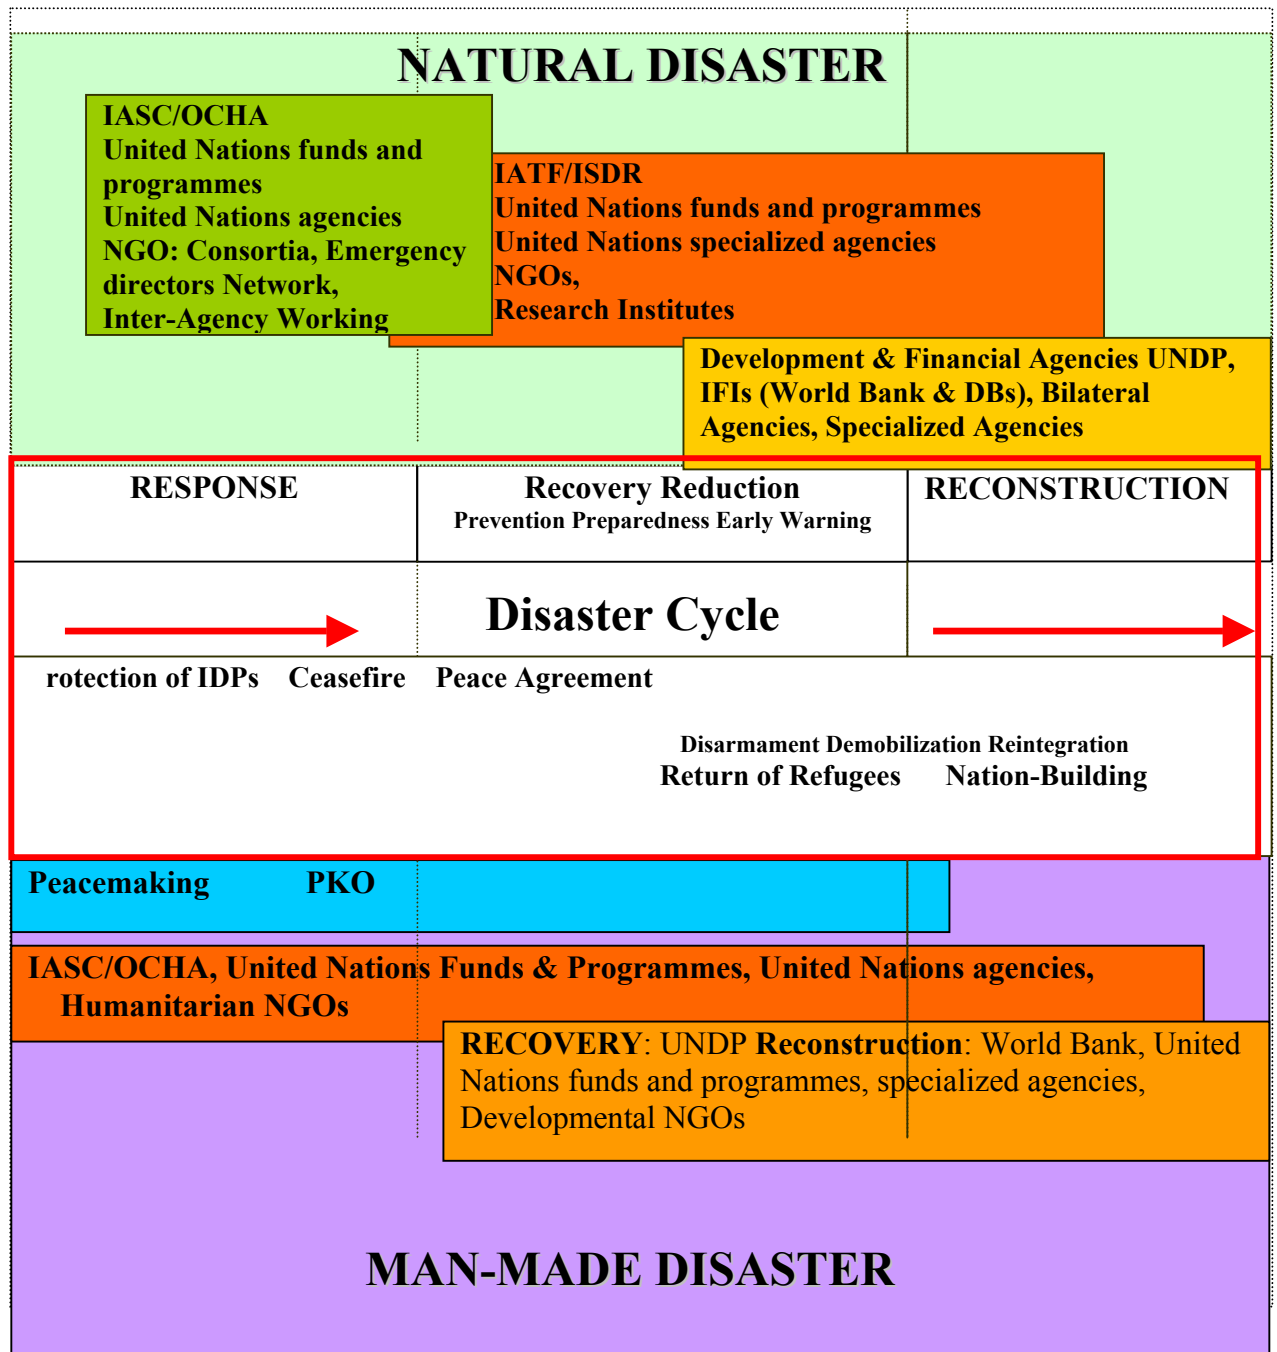 NATURAL DISASTER
IASC/OCHA
United Nations funds and
programmes
United Nations agencies
NGO: Consortia, Emergency
directors Network,
Inter-Agency Working
IATF/ISDR
United Nations funds and programmes
United Nations specialized agencies
NGOs,
Research Institutes
Development & Financial Agencies UNDP,
IFIs (World Bank & DBs), Bilateral
Agencies, Specialized Agencies
RESPONSE
Recovery Reduction
Prevention Preparedness Early Warning
RECONSTRUCTION
Disaster Cycle
rotection of IDPs Ceasefire Peace Agreement
Disarmament Demobilization Reintegration
Return of Refugees Nation-Building
Peacemaking PKO
IASC/OCHA, United Nations Funds & Programmes, United Nations agencies,
Humanitarian NGOs
RECOVERY: UNDP Reconstruction: World Bank, United
Nations funds and programmes, specialized agencies,
Developmental NGOs
MAN-MADE DISASTER